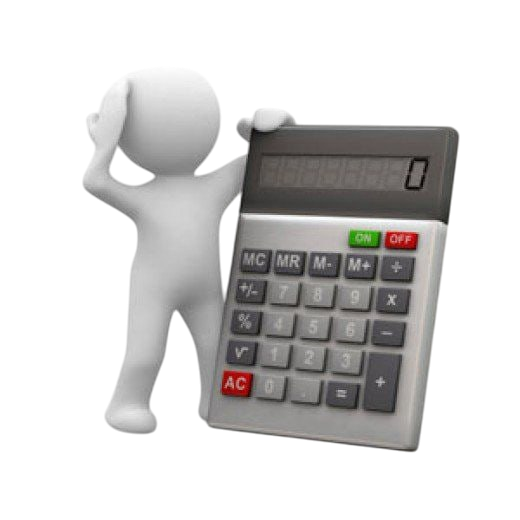 0
ON OFF
MC MR M- M+ ÷
+/- 7 8 9 x
% 4 5 6 −
√ 1 2 3 +
AC 0 . =